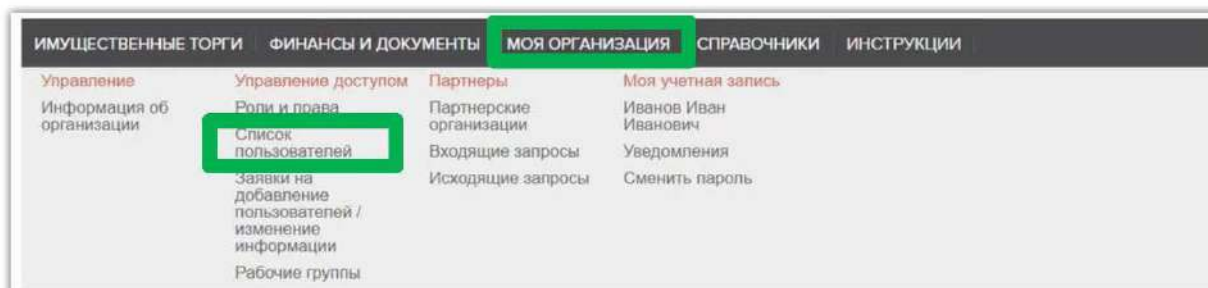 ИМУЩЕСТВЕННЫЕ ТОРГИ ФИНАНСЫ И ДОКУМЕНТЫ МОЯ ОРГАНИЗАЦИЯ СПРАВОЧНИКИ ИНСТРУКЦИИ
Управление
Информация об
организации
Управление доступом
Роли и права
Список
пользователей
Заявки на
добавление
пользователей /
изменение
информации
Рабочие группы
Партнеры
Партнерские
организации
Входящие запросы
Исходящие запросы
Моя учетная запись
Иванов Иван
Иванович
Уведомления
Сменить пароль